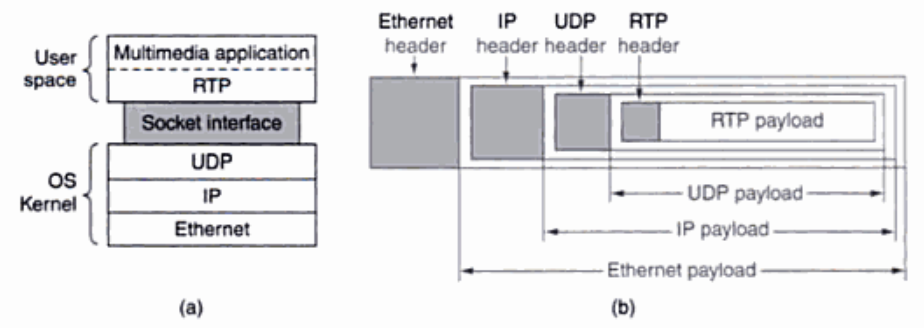 User
space
Multimedia application
RTP
Socket interface
OS
Kernel
UDP
IP
Ethernet
(a)
Ethernet
header
IP
header
UDP
header
RTP
header
RTP payload
UDP payload
IP payload
Ethernet payload
(b)